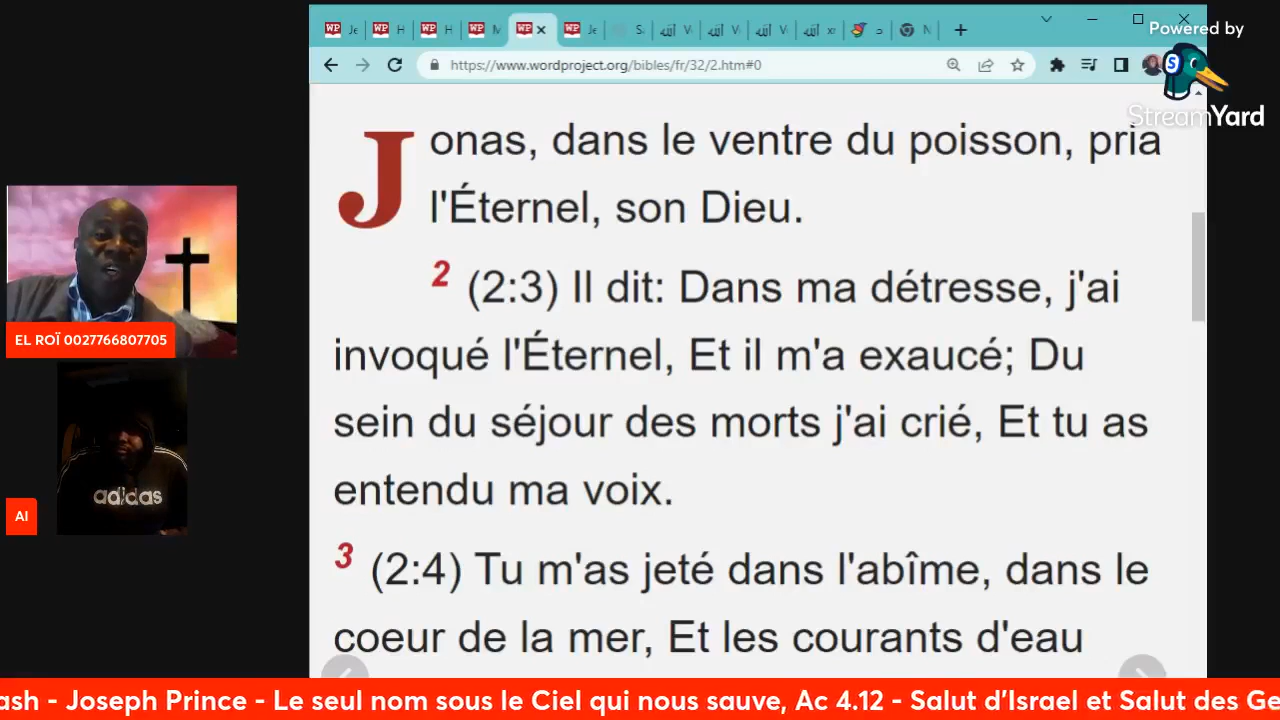 https://www.wordproject.org/bibles/fr/32/2.htm#0
Powered by
StreamYard
Jonas, dans le ventre du poisson, pria
l'Éternel, son Dieu.
2 (2:3) Il dit: Dans ma détresse, j'ai
invoqué l'Éternel, Et il m'a exaucé; Du
sein du séjour des morts j'ai crié, Et tu as
entendu ma voix.
3 (2:4) Tu m'as jeté dans l'abîme, dans le
coeur de la mer, Et les courants d'eau
EL ROÏ 0027766807705
adidas
AI
ash - Joseph Prince - Le seul nom sous le Ciel qui nous sauve, Ac 4.12 - Salut d'Israel et Salut des Ge